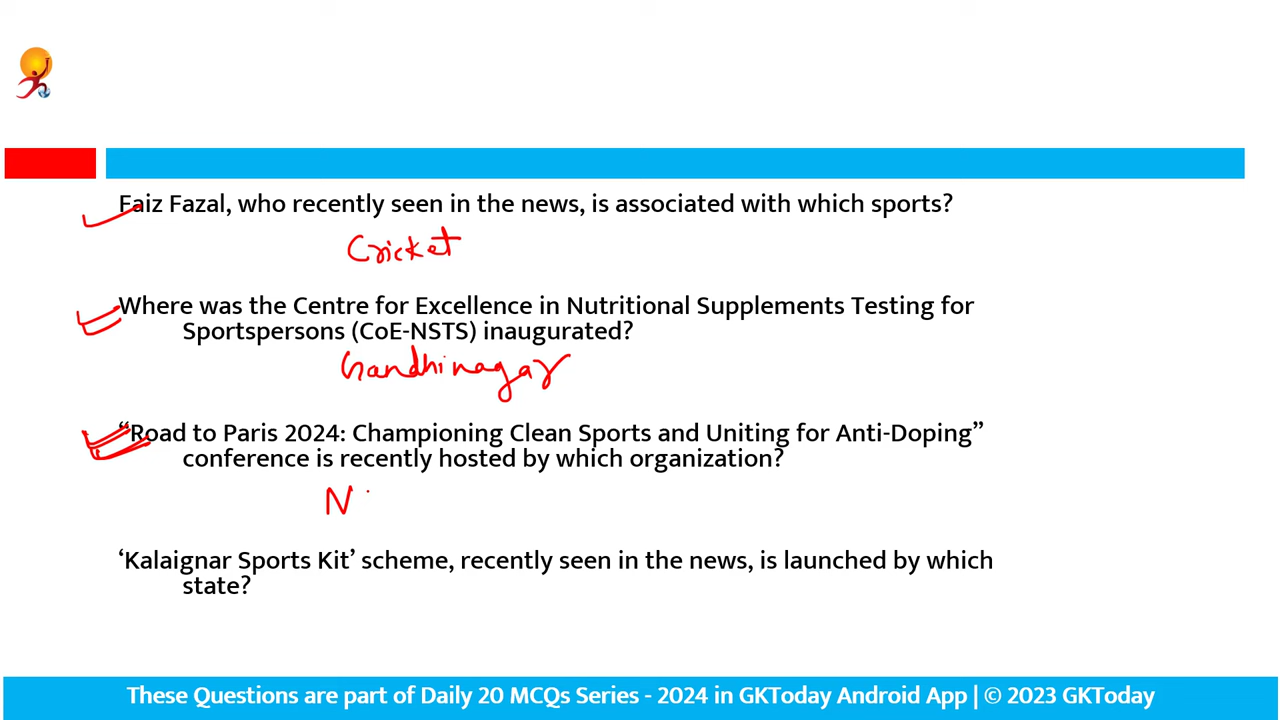 Faiz Fazal, who recently seen in the news, is associated with which sports?
Cricket
Where was the Centre for Excellence in Nutritional Supplements Testing for
Sportspersons (CoE-NSTS) inaugurated?
Gandhinagar
“Road to Paris 2024: Championing Clean Sports and Uniting for Anti-Doping”
conference is recently hosted by which organization?
N
‘Kalaignar Sports Kit’ scheme, recently seen in the news, is launched by which
state?
These Questions are part of Daily 20 MCQs Series - 2024 in GKToday Android App | © 2023 GKToday